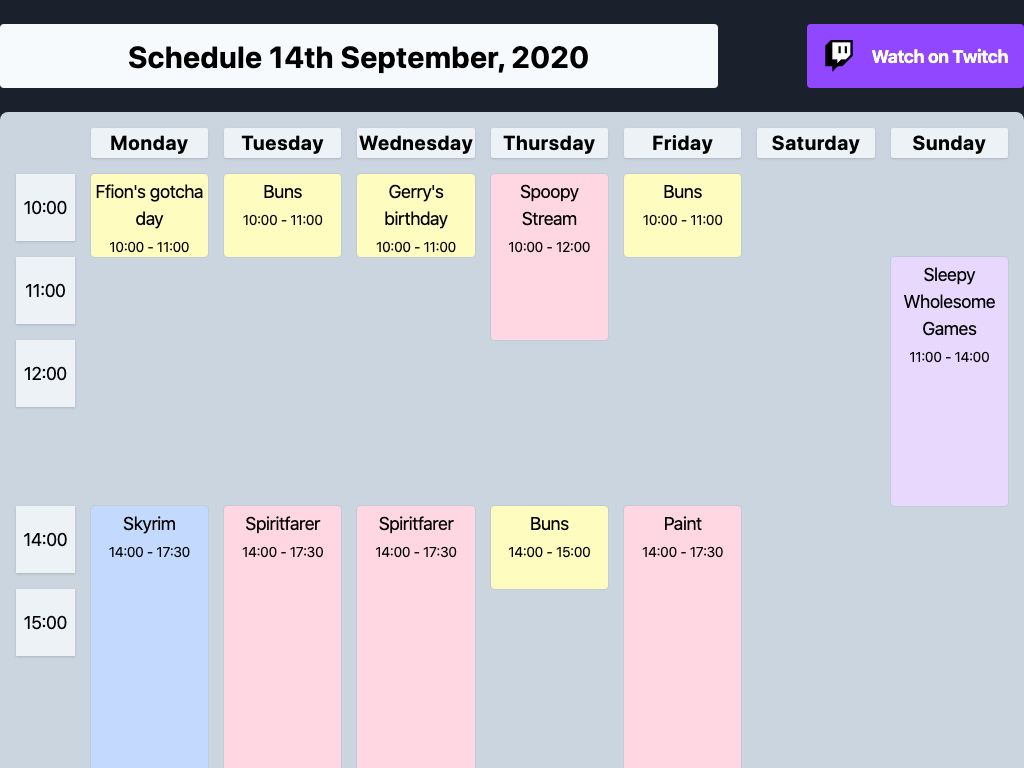 Schedule 14th September, 2020
Watch on Twitch
Monday
Tuesday
Wednesday
Thursday
Friday
Saturday
Sunday
10:00
Ffion's gotcha
day
10:00 - 11:00
Buns
10:00 - 11:00
Gerry's
birthday
10:00 - 11:00
Spoopy
Stream
10:00 - 12:00
Buns
10:00 - 11:00
11:00
Sleepy
Wholesome
Games
11:00 - 14:00
12:00
14:00
Skyrim
14:00 - 17:30
Spiritfarer
14:00 - 17:30
Spiritfarer
14:00 - 17:30
Buns
14:00 - 15:00
Paint
14:00 - 17:30
15:00